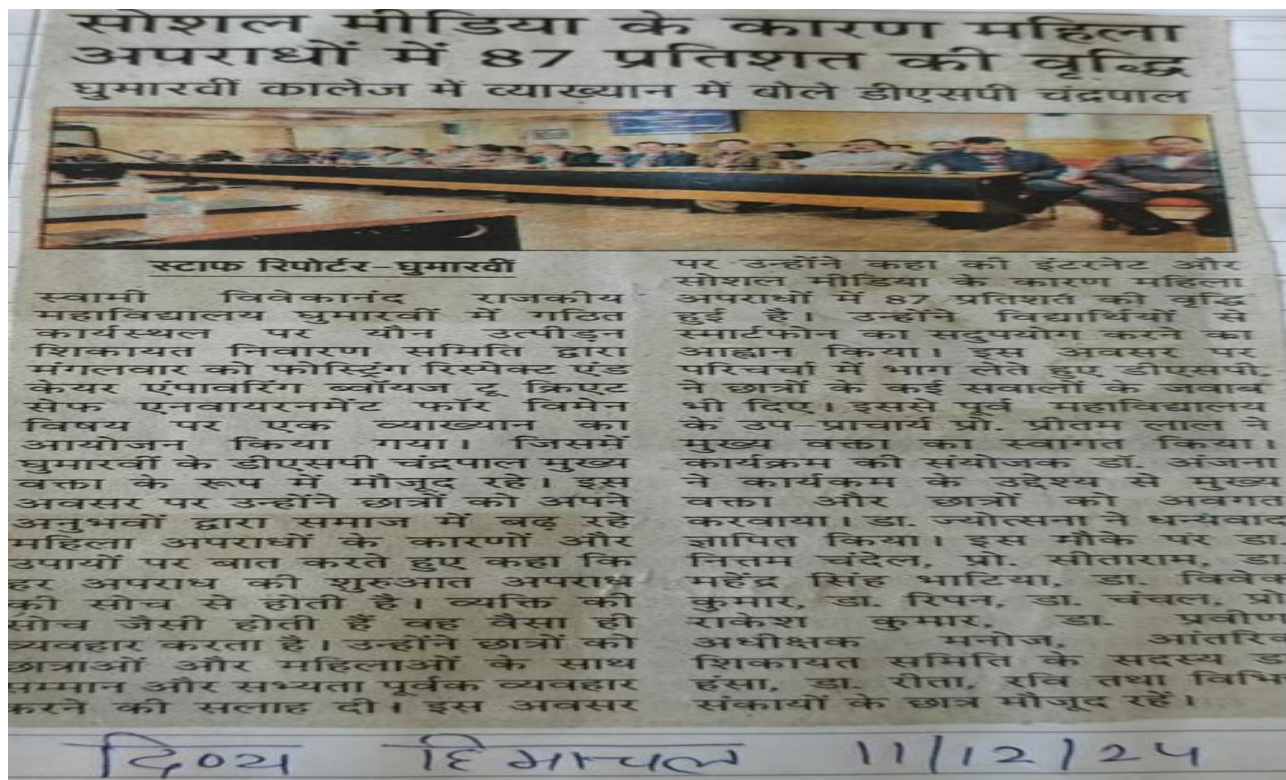 सोशल मीडिया के कारण महिला
अपराधों में 87 प्रतिशत की वृद्धि
घुमारवीं कालेज में व्याख्यान में बोले डीएसपी चंद्रपाल
स्टाफ रिपोर्टर-घुमारवीं
स्वामी विवेकानंद राजकीय
महाविद्यालय घुमारवीं में गठित
कार्यस्थल पर यौन उत्पीड़न
शिकायत निवारण समिति द्वारा
मंगलवार को फोस्ट्रिंग रिस्पेक्ट एंड
केयर एंपावरिंग ब्वॉयज टू क्रिएट
सेफ एनवायरनमेंट फॉर विमेन
विषय पर एक व्याख्यान का
आयोजन किया गया। जिसमें
घुमारवीं के डीएसपी चंद्रपाल मुख्य
वक्ता के रूप में मौजूद रहे। इस
अवसर पर उन्होंने छात्रों को अपने
अनुभवों द्वारा समाज में बढ़ रहे
महिला अपराधों के कारणों और
उपायों पर बात करते हुए कहा कि
हर अपराध की शुरुआत अपराध
की सोच से होती है। व्यक्ति की
सोच जैसी होती हैं वह वैसा ही
व्यवहार करता है। उन्होंने छात्रों को
छात्राओं और महिलाओं के साथ
सम्मान और सभ्यता पूर्वक व्यवहार
करने की सलाह दी। इस अवसर
पर उन्होंने कहा की इंटरनेट और
सोशल मीडिया के कारण महिला
अपराधों में 87 प्रतिशत की वृद्धि
हुई है। उन्होंने विद्यार्थियों से
स्मार्टफोन का सदुपयोग करने का
आह्वान किया। इस अवसर पर
परिचर्चा में भाग लेते हुए डीएसपी
ने छात्रों के कई सवालों के जवाब
भी दिए। इससे पूर्व महाविद्यालय
के उप-प्राचार्य प्रो. प्रीतम लाल ने
मुख्य वक्ता का स्वागत किया।
कार्यक्रम की संयोजक डॉ. अंजना
ने कार्यकम के उद्देश्य से मुख्य
वक्ता और छात्रों को अवगत
करवाया। डा. ज्योत्सना ने धन्यवाद
ज्ञापित किया। इस मौके पर डा.
नित्तम चंदेल, प्रो. सीताराम, डा.
महेंद्र सिंह भाटिया, डा. विवेक
कुमार, डा. रिपन, डा. चंचल, प्रो
राकेश कुमार, डा. प्रवीण
अधीक्षक मनोज, आंतरि
शिकायत समिति के सदस्य डा
हंसा, डा. रीता, रवि तथा विभि
संकायों के छात्र मौजूद रहें।
दिव्य हिमाचल 11/12/24